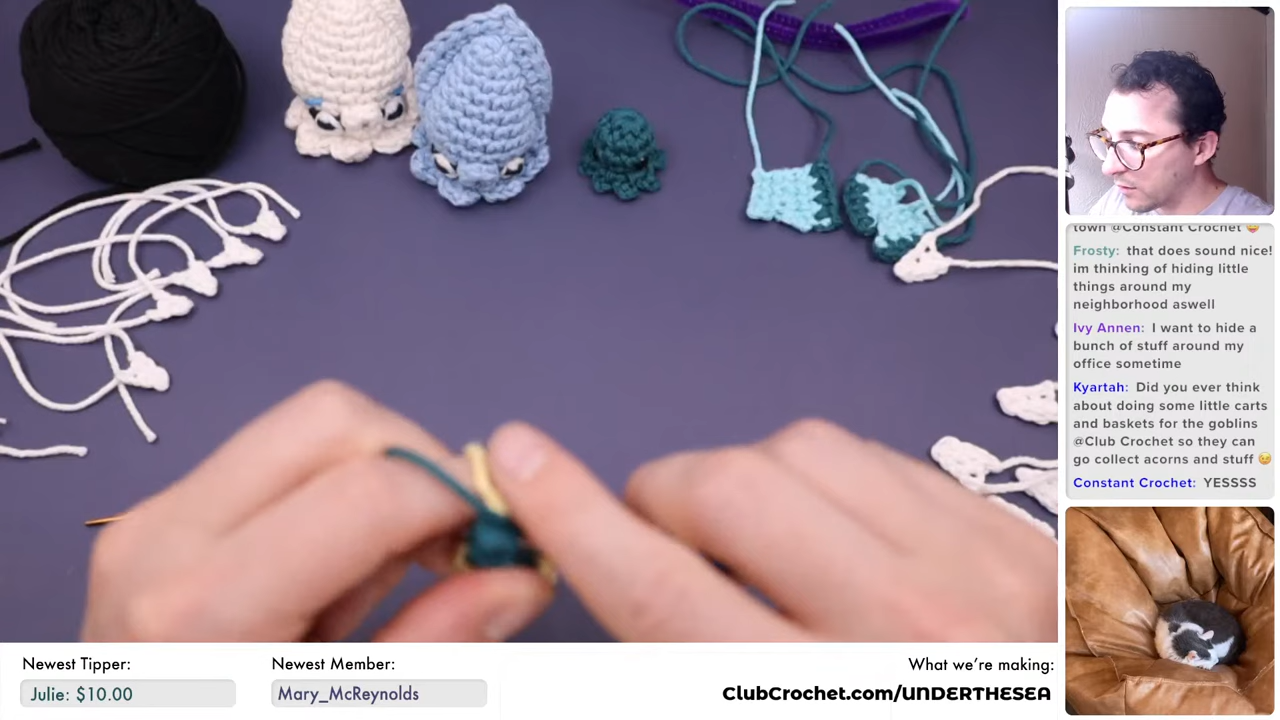 town @Constant Crochet 😍
Frosty: that does sound nice!
im thinking of hiding little
things around my
neighborhood aswell
Ivy Annen: I want to hide a
bunch of stuff around my
office sometime
Kyartah: Did you ever think
about doing some little carts
and baskets for the goblins
@Club Crochet so they can
go collect acorns and stuff 😉
Constant Crochet: YESSSS
Newest Tipper:
Julie: $10.00
Newest Member:
Mary_McReynolds
What we're making:
ClubCrochet.com/UNDERTHESEA